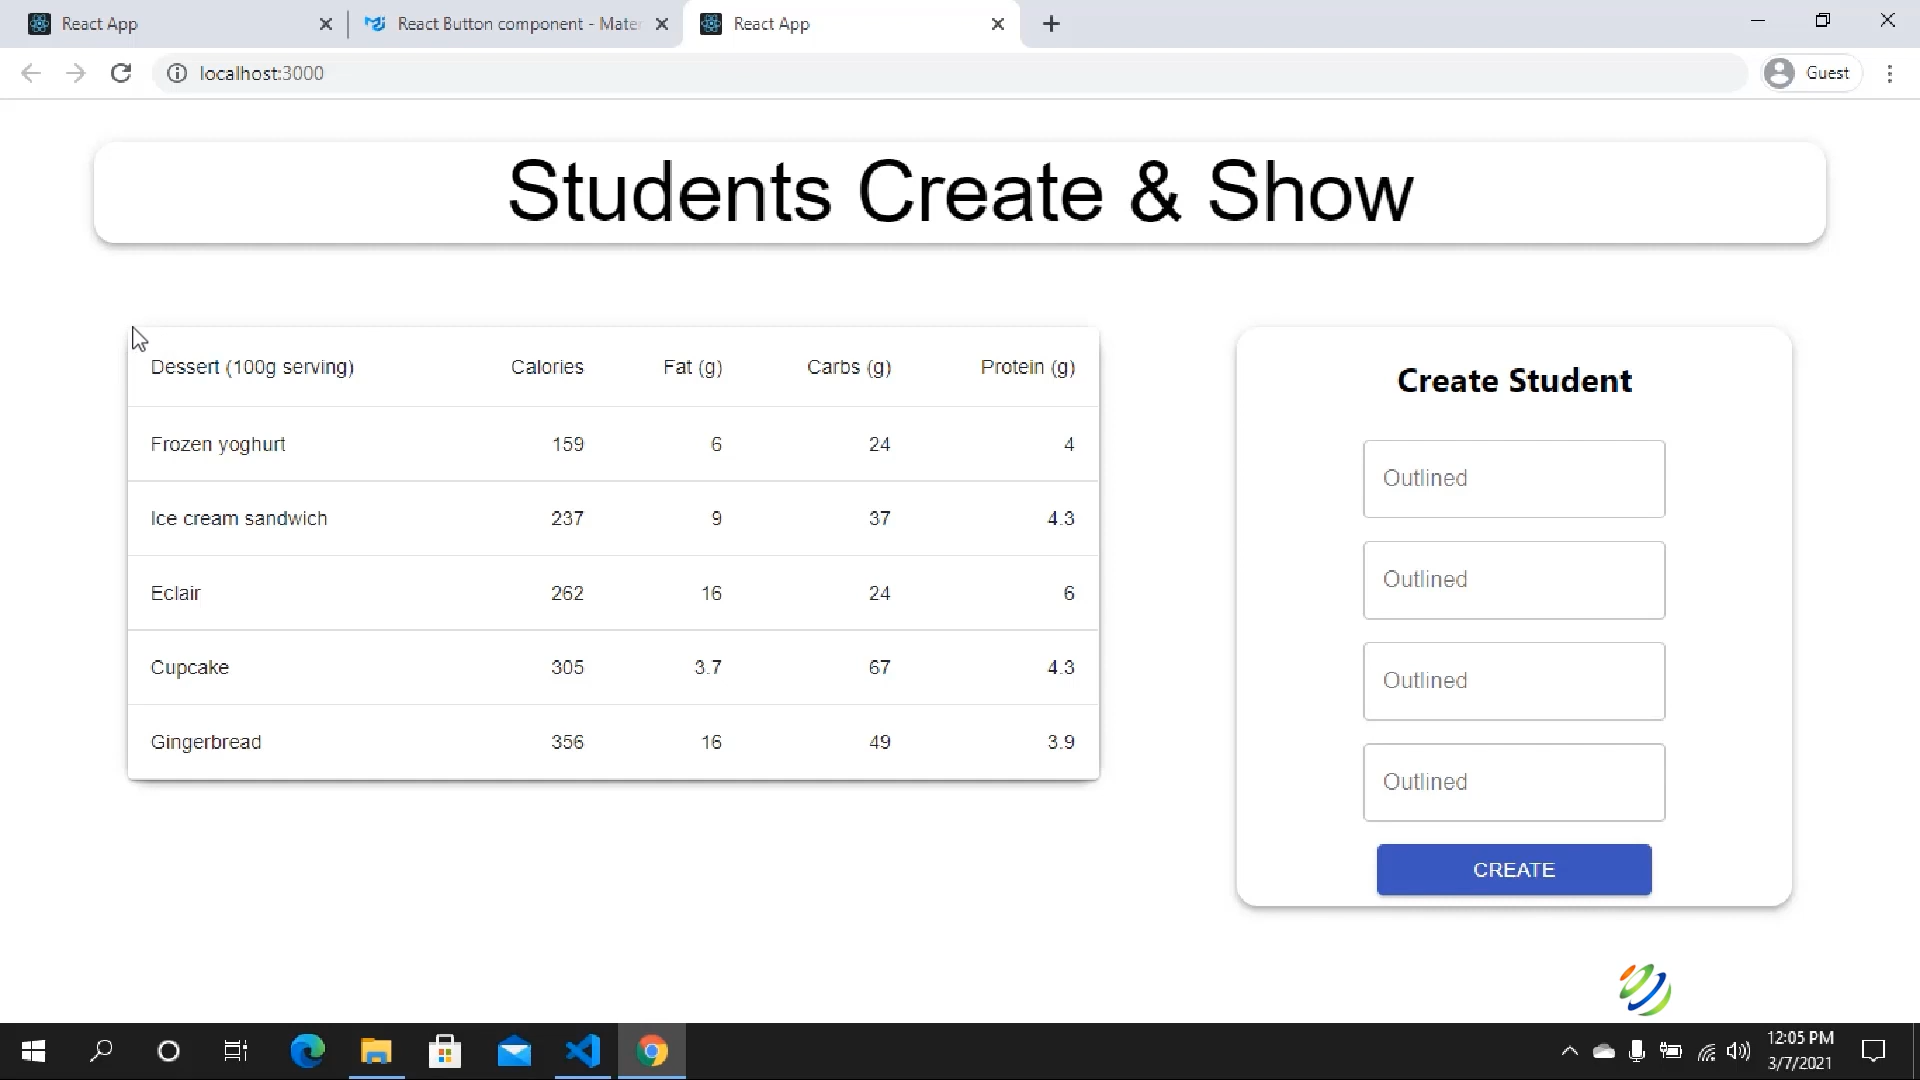 React App
React Button component - Mater
React App
localhost:3000
Guest
Students Create & Show
Dessert (100g serving) Calories Fat (g) Carbs (g) Protein (g)
Frozen yoghurt 159 6 24 4
Ice cream sandwich 237 9 37 4.3
Eclair 262 16 24 6
Cupcake 305 3.7 67 4.3
Gingerbread 356 16 49 3.9
Create Student
Outlined
Outlined
Outlined
Outlined
CREATE
12:05 PM
3/7/2021